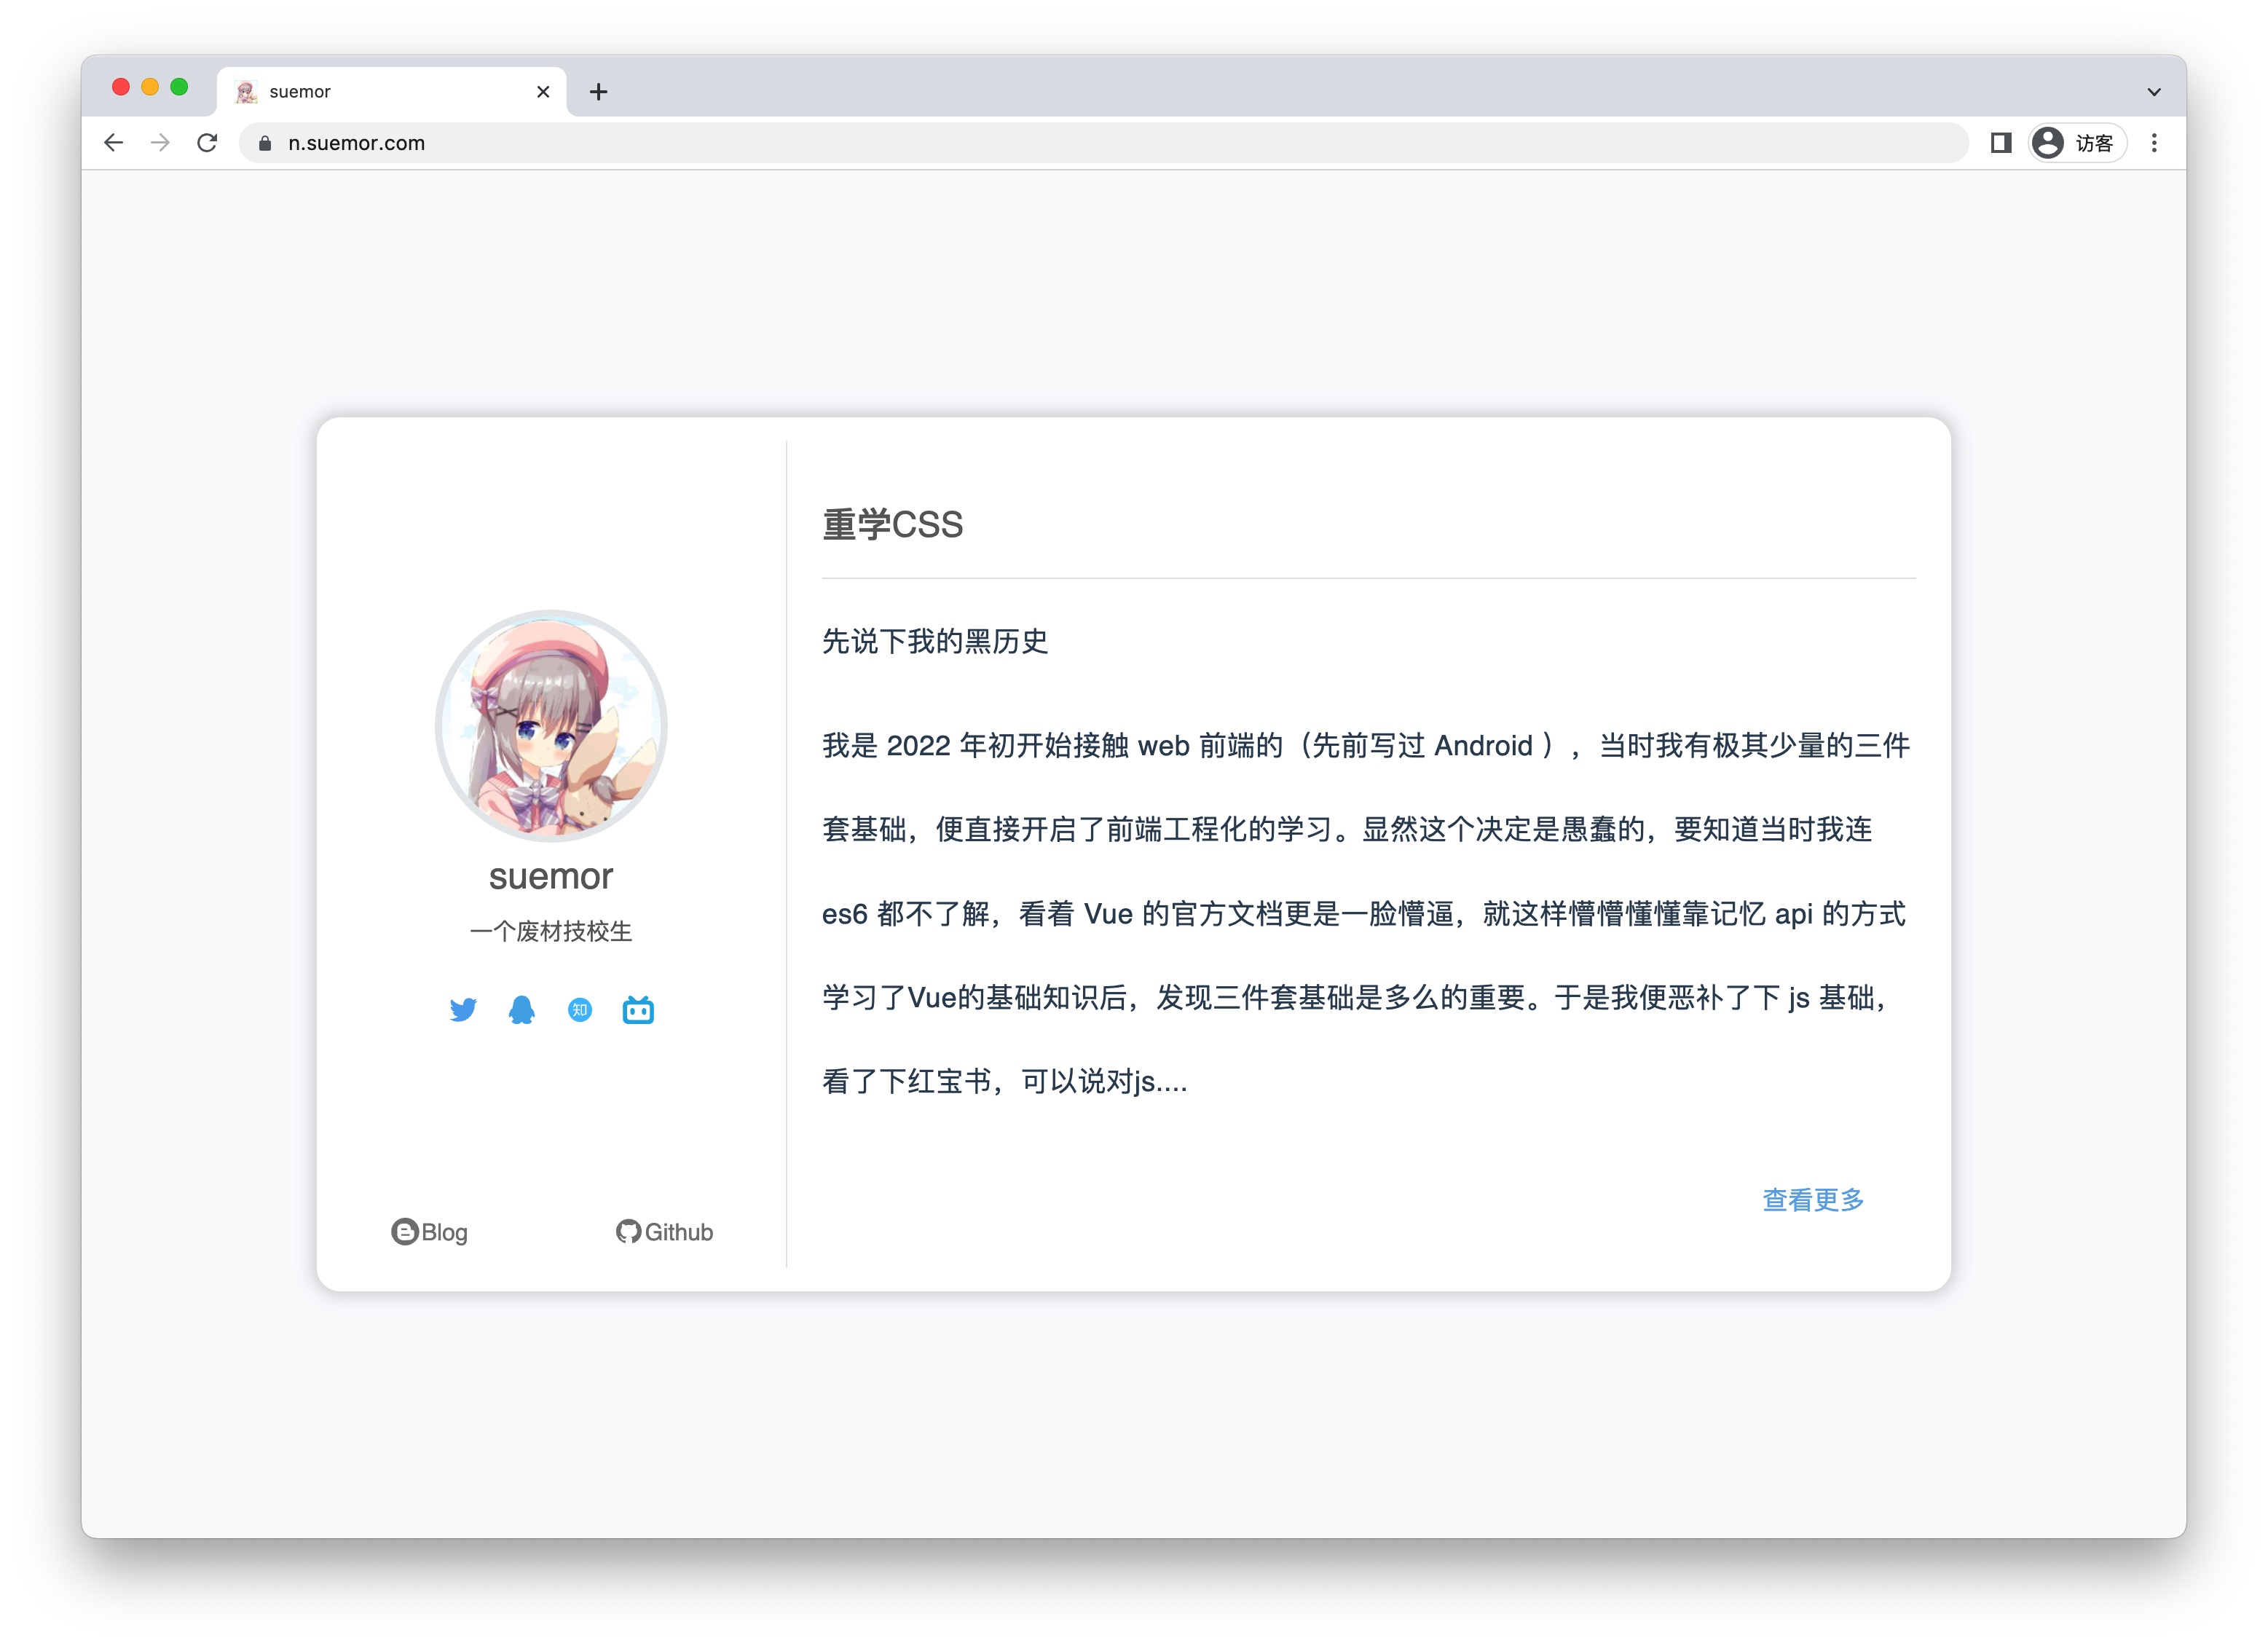 suemor
n.suemor.com
访客
重学CSS
先说下我的黑历史
我是 2022 年初开始接触 web 前端的（先前写过 Android ），当时我有极其少量的三件
套基础，便直接开启了前端工程化的学习。显然这个决定是愚蠢的，要知道当时我连
es6 都不了解，看着 Vue 的官方文档更是一脸懵逼，就这样懵懵懂懂靠记忆 api 的方式
学习了Vue的基础知识后，发现三件套基础是多么的重要。于是我便恶补了下 js 基础，
看了下红宝书，可以说对js....
查看更多
suemor
一个废材技校生
知
Blog
Github